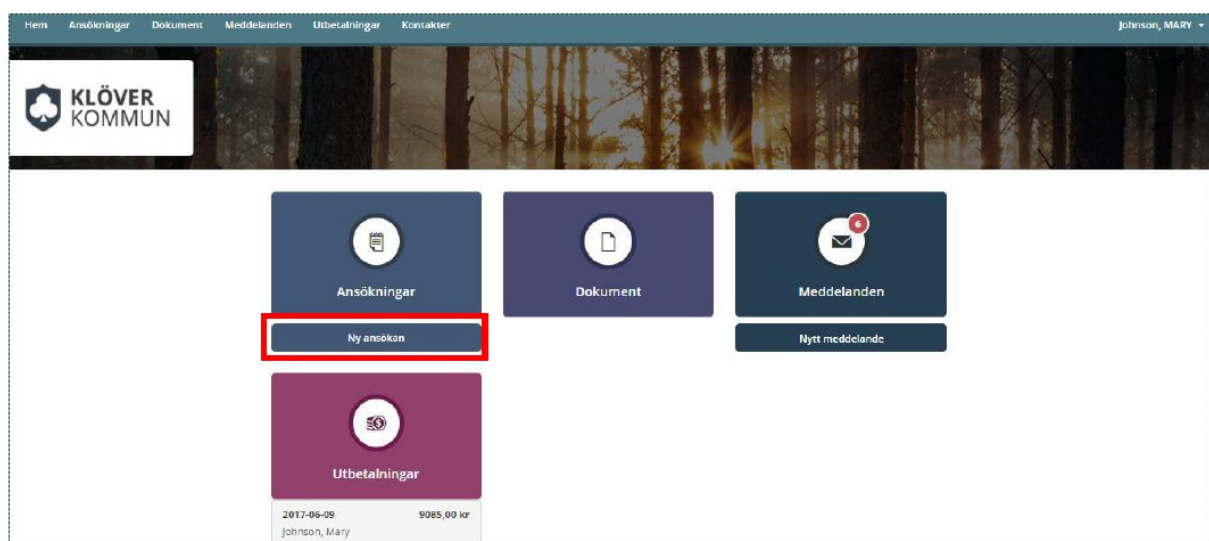 Hem Ansökningar Dokument Meddelanden Utbetalningar Kontakter Johnson, MARY
KLÖVER
KOMMUN
6
Ansökningar Dokument Meddelanden
Ny ansökan Nytt meddelande
Utbetalningar
2017-06-09 9085,00 kr
Johnson, Mary